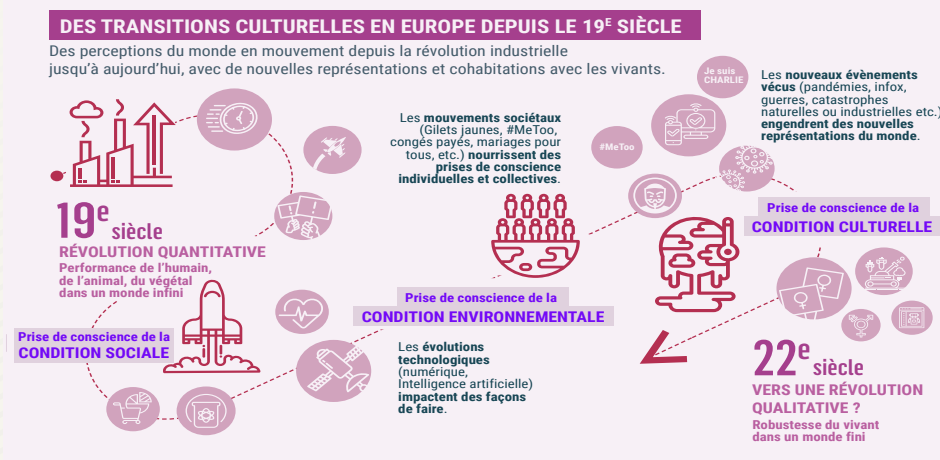 DES TRANSITIONS CULTURELLES EN EUROPE DEPUIS LE 19E SIÈCLE
Des perceptions du monde en mouvement depuis la révolution industrielle
jusqu'à aujourd'hui, avec de nouvelles représentations et cohabitations avec les vivants.
19e siècle
RÉVOLUTION QUANTITATIVE
Performance de l'humain,
de l'animal, du végétal
dans un monde infini
Prise de conscience de la
CONDITION SOCIALE
Les mouvements sociétaux
(Gilets jaunes, #MeToo,
congés payés, mariages pour
tous, etc.) nourrissent des
prises de conscience
individuelles et collectives.
Prise de conscience de la
CONDITION ENVIRONNEMENTALE
Les évolutions
technologiques
(numérique,
Intelligence artificielle)
impactent des façons
de faire.
#MeToo
Je suis
CHARLIE
Les nouveaux évènements
vécus (pandémies, infox,
guerres, catastrophes
naturelles ou industrielles etc.)
engendrent des nouvelles
représentations du monde.
Prise de conscience de la
CONDITION CULTURELLE
22e siècle
VERS UNE RÉVOLUTION
QUALITATIVE ?
Robustesse du vivant
dans un monde fini